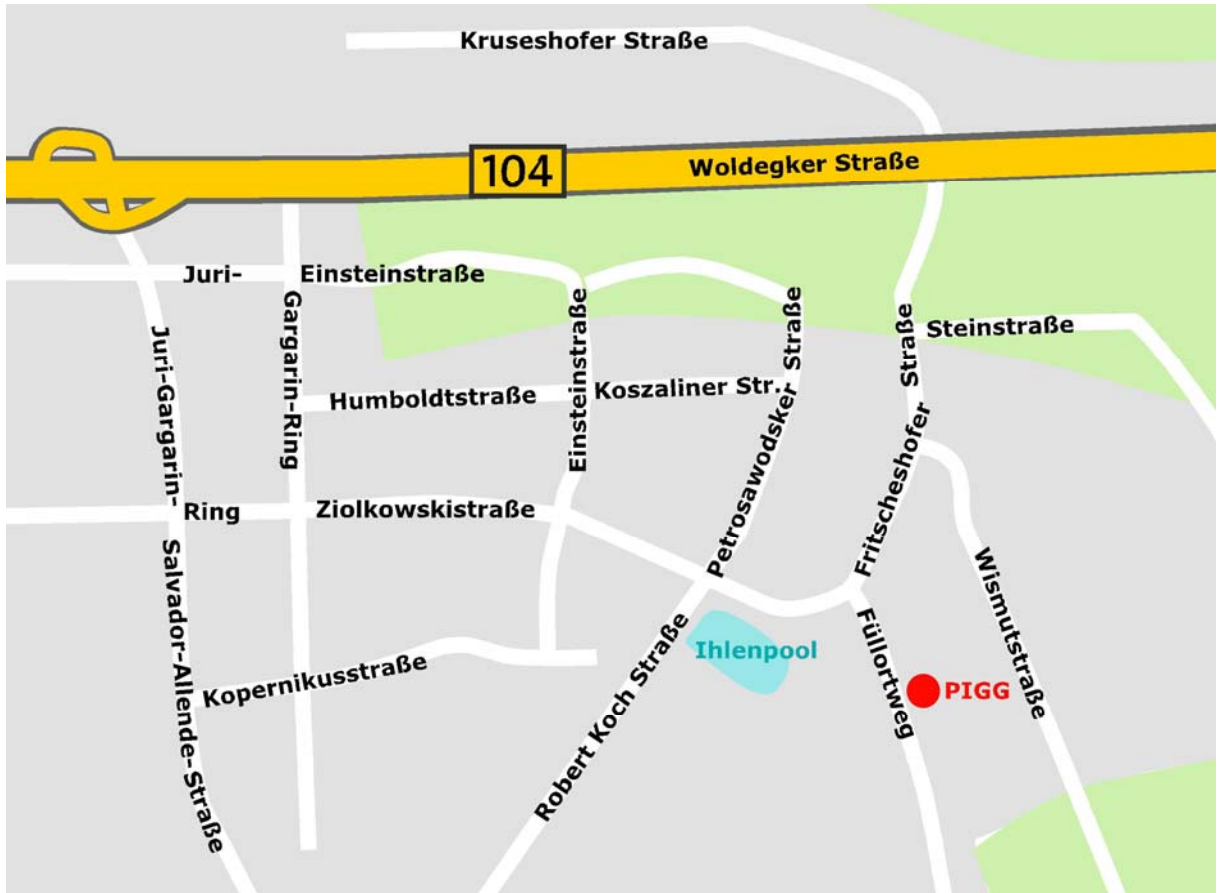 Kruseshofer Straße
104
Woldegker Straße
Juri-
Einsteinstraße
Gargarin-Ring
Einsteinstraße
Petrosawodsker Straße
Steinstraße
Juri-Gargarin-
Humboldtstraße
Koszaliner Str.
Fritscheshofer Straße
Ring
Ziolkowskistraße
Salvador-Allende-Straße
Wismutstraße
Ihlenpool
Füllortweg
Kopernikusstraße
Robert Koch Straße
PIGG